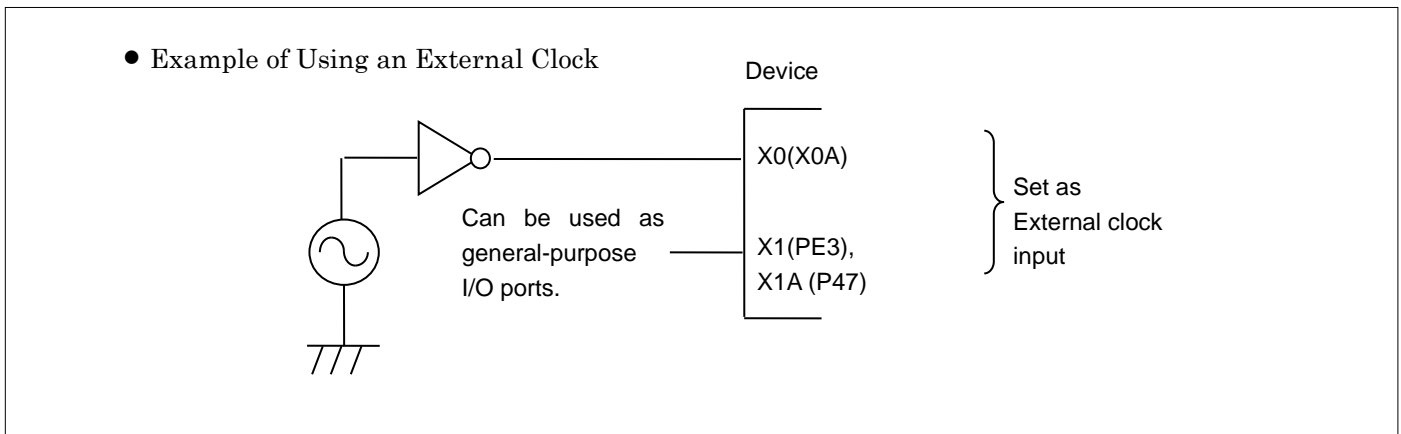 ● Example of Using an External Clock
Device
X0(X0A)
Can be used as
general-purpose
I/O ports.
X1(PE3),
X1A (P47)
Set as
External clock
input